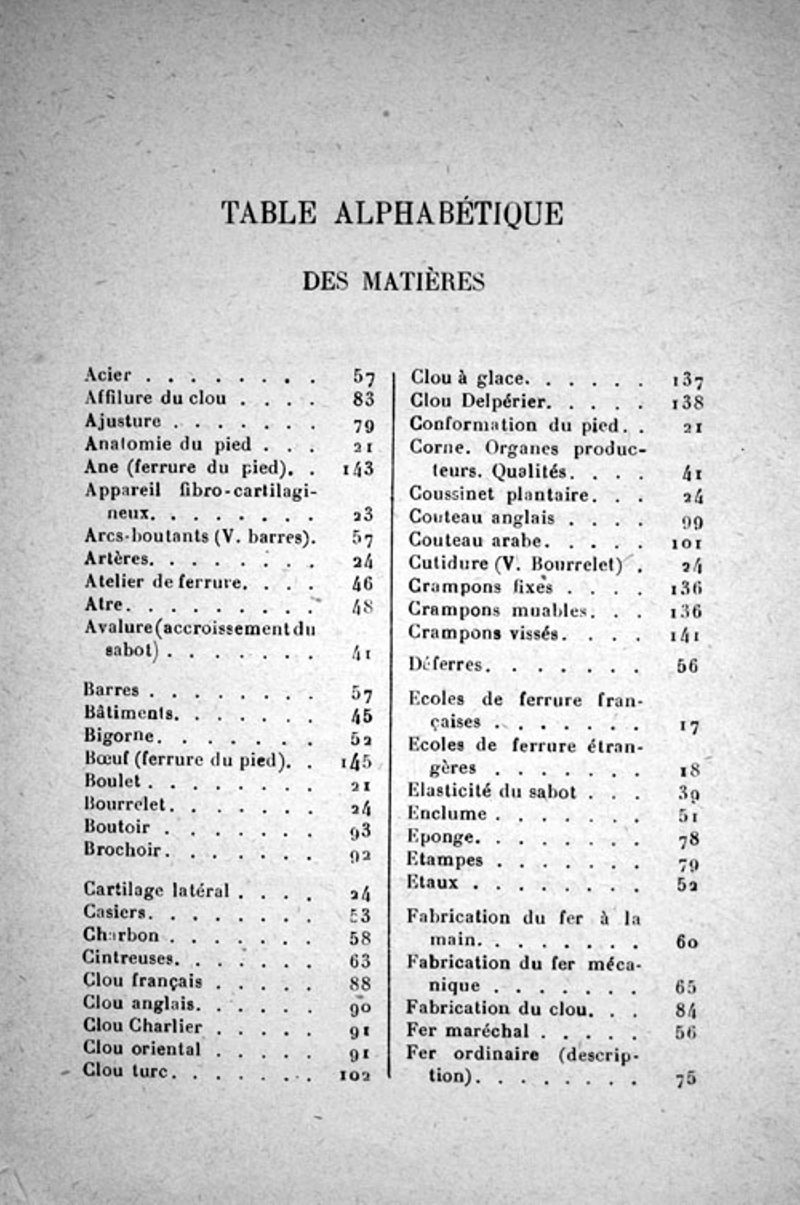 TABLE ALPHABÉTIQUE
DES MATIÈRES
Acier . . . . . . . . 57
Affilure du clou . . . . 83
Ajusture . . . . . . . 79
Anatomie du pied . . . 21
Ane (ferrure du pied). . 143
Appareil fibro-cartilagi-
neux. . . . . . . . 23
Arcs-boutants (V. barres). 57
Artères. . . . . . . . 24
Atelier de ferrure. . . . 46
Atre. . . . . . . . . 48
Avalure (accroissement du
sabot) . . . . . . . 41
Barres . . . . . . . . 57
Bâtiments. . . . . . . 45
Bigorne. . . . . . . . 52
Bœuf (ferrure du pied). . 145
Boulet . . . . . . . . 21
Bourrelet. . . . . . . 24
Boutoir . . . . . . . 93
Brochoir. . . . . . . 92
Cartilage latéral . . . . 24
Casiers. . . . . . . . 53
Charbon . . . . . . . 58
Cintreuses. . . . . . . 63
Clou français . . . . . 88
Clou anglais. . . . . . 90
Clou Charlier . . . . . 91
Clou oriental . . . . . 91
Clou turc. . . . . . . 102
Clou à glace. . . . . . 137
Clou Delpérier. . . . . 138
Conformation du pied. . 21
Corne. Organes produc-
teurs. Qualités. . . . 41
Coussinet plantaire. . . 24
Couteau anglais . . . . 99
Couteau arabe. . . . . 101
Cutidure (V. Bourrelet) . 24
Crampons fixés . . . . 136
Crampons muables. . . 136
Crampons vissés. . . . 141
Déferres. . . . . . . 56
Ecoles de ferrure fran-
çaises . . . . . . . 17
Ecoles de ferrure étran-
gères . . . . . . . 18
Elasticité du sabot . . . 39
Enclume . . . . . . . 51
Eponge. . . . . . . . 78
Etampes . . . . . . . 79
Etaux . . . . . . . . 52
Fabrication du fer à la
main. . . . . . . . 60
Fabrication du fer méca-
nique . . . . . . . 65
Fabrication du clou. . . 84
Fer maréchal . . . . . 56
Fer ordinaire (descrip-
tion). . . . . . . . 75